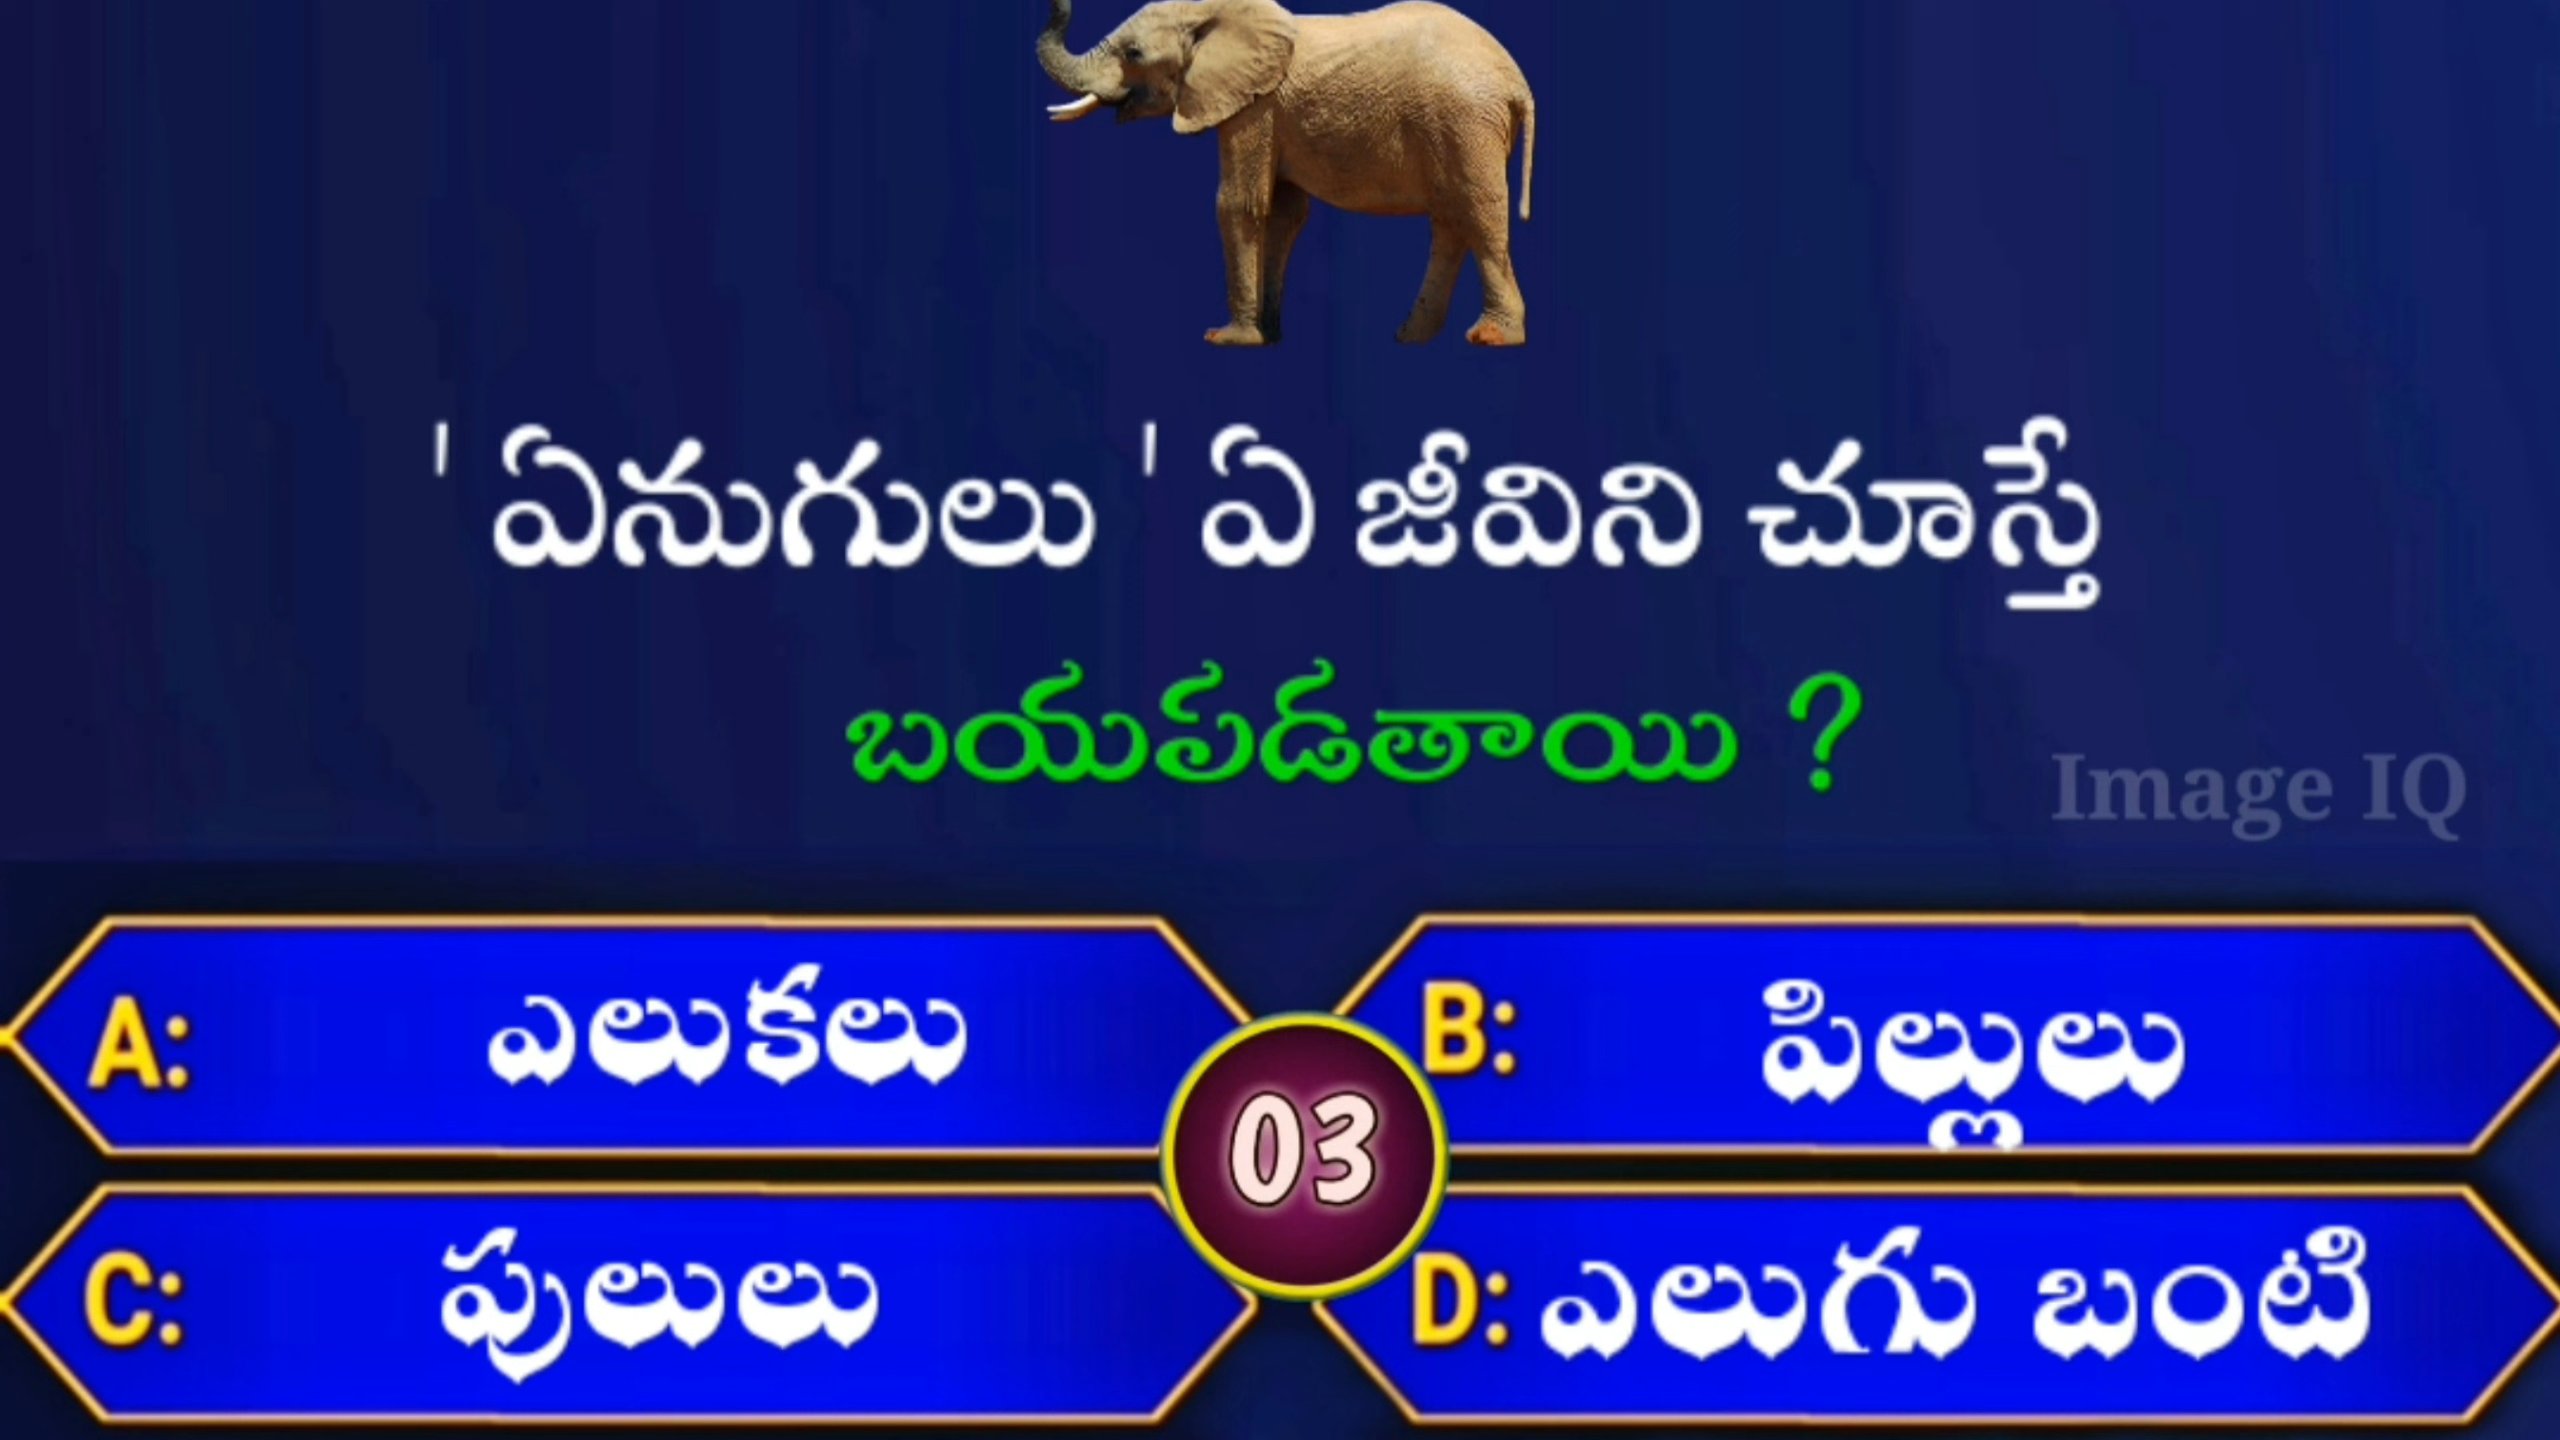 ' ఏనుగులు ' ఏ జీవిని చూస్తే
బయపడతాయి ?
Image IQ
A: ఎలుకలు
B: పిల్లులు
03
C: పులులు
D: ఎలుగు బంటి